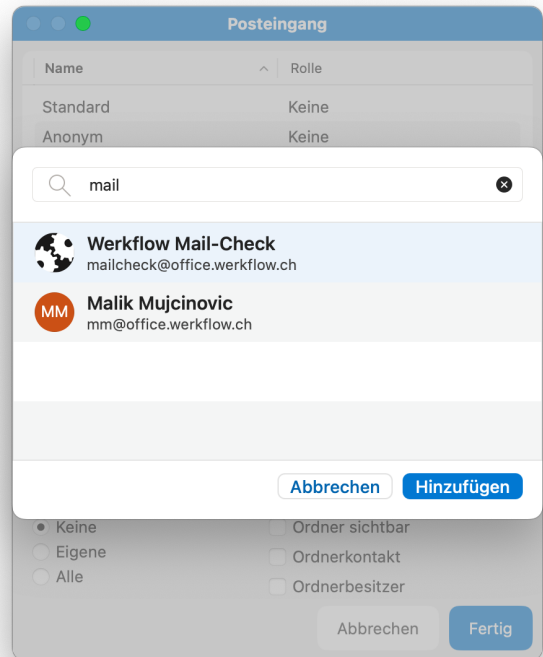 Posteingang
Name Rolle
Standard Keine
Anonym Keine
mail
Werkflow Mail-Check
mailcheck@office.werkflow.ch
MM
Malik Mujcinovic
mm@office.werkflow.ch
Abbrechen Hinzufügen
Keine Ordner sichtbar
Eigene Ordnerkontakt
Alle Ordnerbesitzer
Abbrechen Fertig